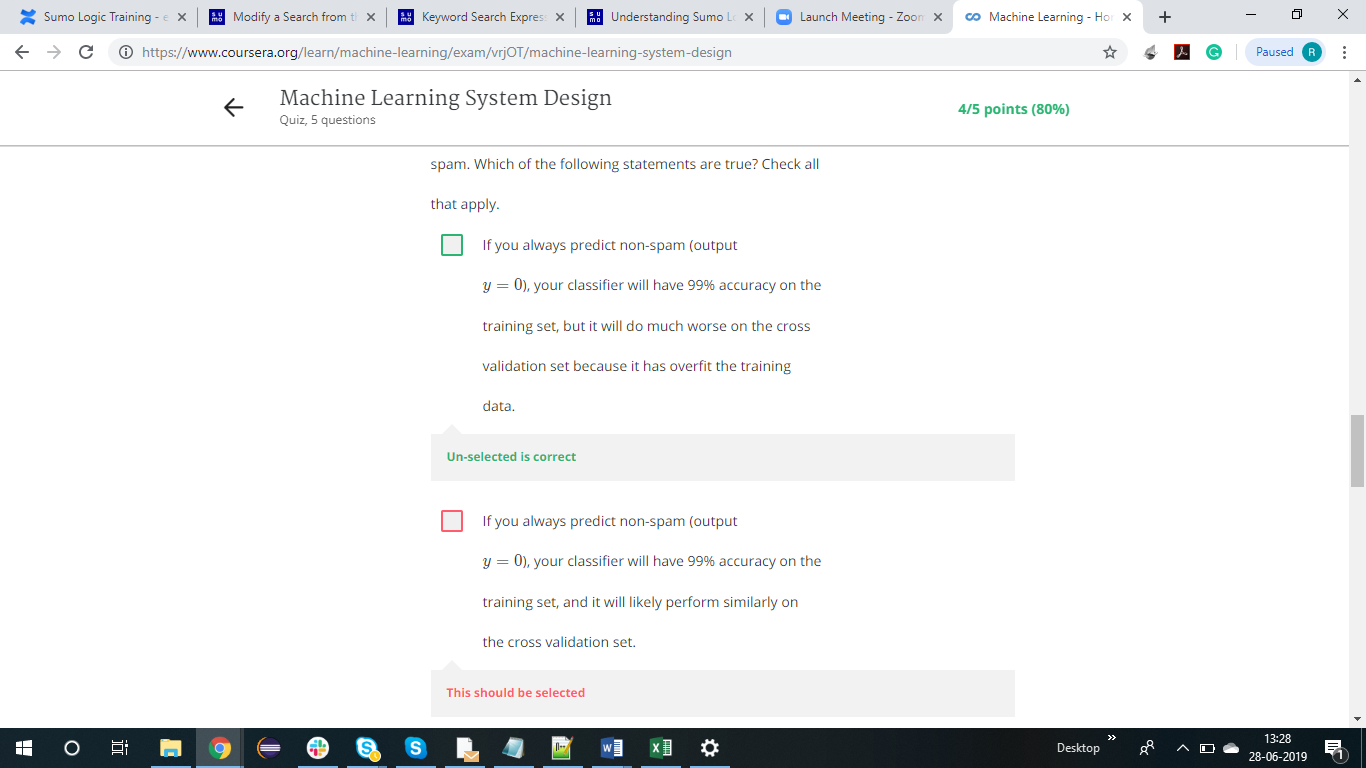 Sumo Logic Training - e
Modify a Search from th
Keyword Search Express
Understanding Sumo Lo
Launch Meeting - Zoom
Machine Learning - Hom
https://www.coursera.org/learn/machine-learning/exam/vrjOT/machine-learning-system-design
Paused R
Machine Learning System Design
Quiz, 5 questions
4/5 points (80%)
spam. Which of the following statements are true? Check all
that apply.
If you always predict non-spam (output
y = 0), your classifier will have 99% accuracy on the
training set, but it will do much worse on the cross
validation set because it has overfit the training
data.
Un-selected is correct
If you always predict non-spam (output
y = 0), your classifier will have 99% accuracy on the
training set, and it will likely perform similarly on
the cross validation set.
This should be selected
Desktop
13:28
28-06-2019
1